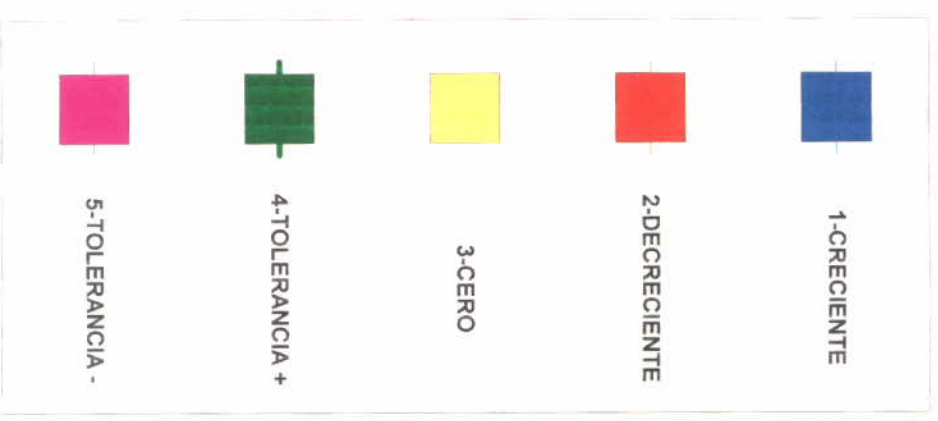 1-CRECIENTE
2-DECRECIENTE
3-CERO
4-TOLERANCIA +
5-TOLERANCIA -